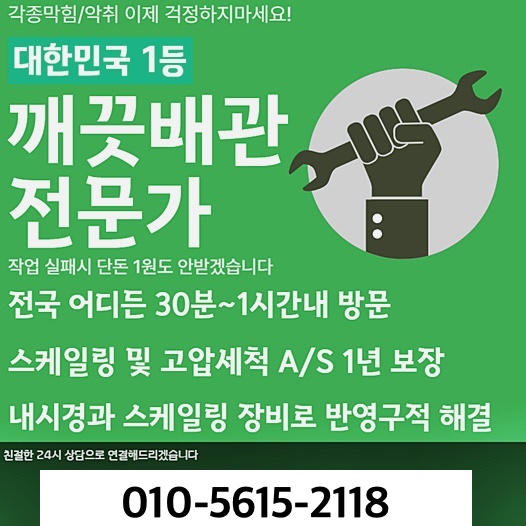 각종막힘/악취 이제 걱정하지마세요!
대한민국 1등
깨끗배관
전문가
작업 실패시 단돈 1원도 안받겠습니다
전국 어디든 30분~1시간내 방문
스케일링 및 고압세척 A/S 1년 보장
내시경과 스케일링 장비로 반영구적 해결
친절한 24시 상담으로 연결해드리겠습니다
010-5615-2118